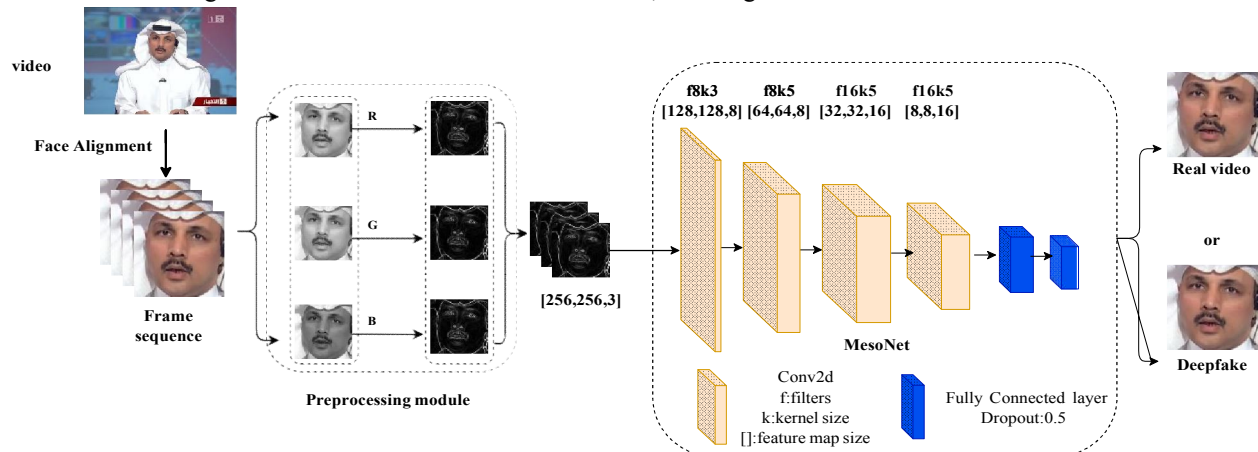 video
Face Alignment
Frame
sequence
R
G
B
Preprocessing module
[256,256,3]
f8k3
[128,128,8]
f8k5
[64,64,8]
f16k5
[32,32,16]
f16k5
[8,8,16]
MesoNet
Conv2d
f:filters
k:kernel size
[]:feature map size
Fully Connected layer
Dropout:0.5
Real video
or
Deepfake